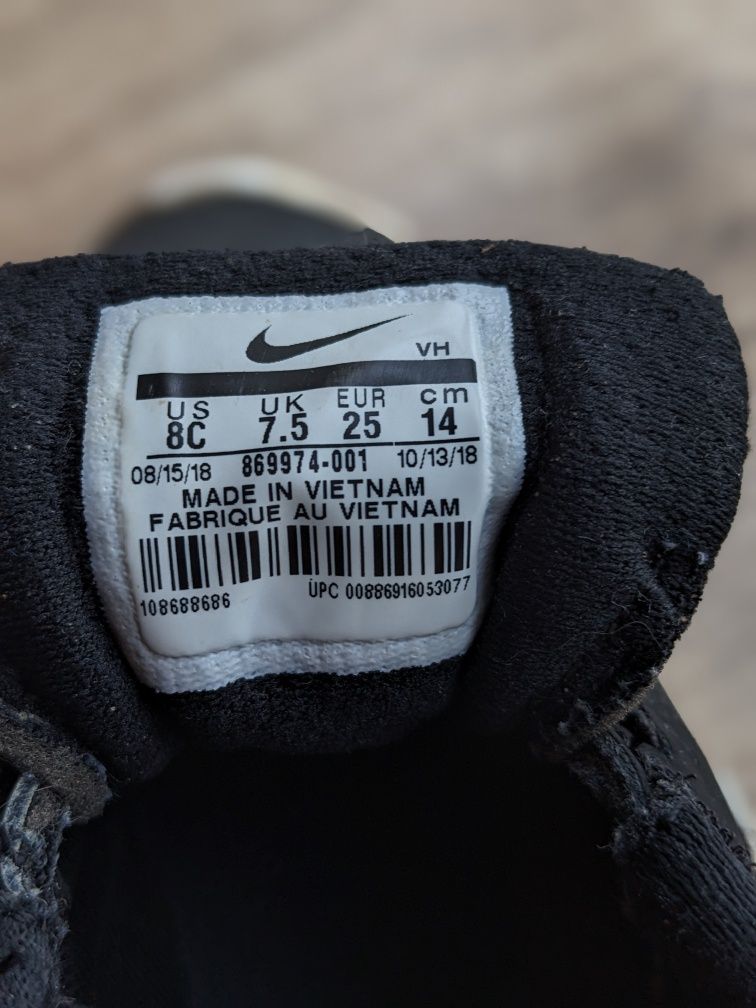 VH
US UK EUR cm
8C 7.5 25 14
08/15/18 869974-001 10/13/18
MADE IN VIETNAM
FABRIQUE AU VIETNAM
108688686 UPC 00886916053077